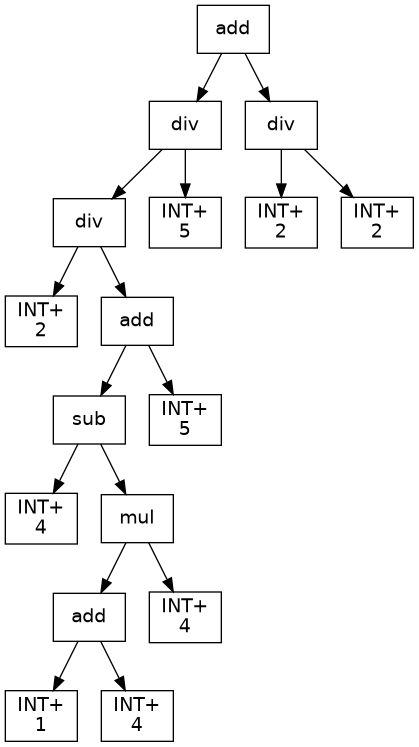 add
div
div
div
INT+
5
INT+
2
INT+
2
INT+
2
add
sub
INT+
5
INT+
4
mul
add
INT+
4
INT+
1
INT+
4